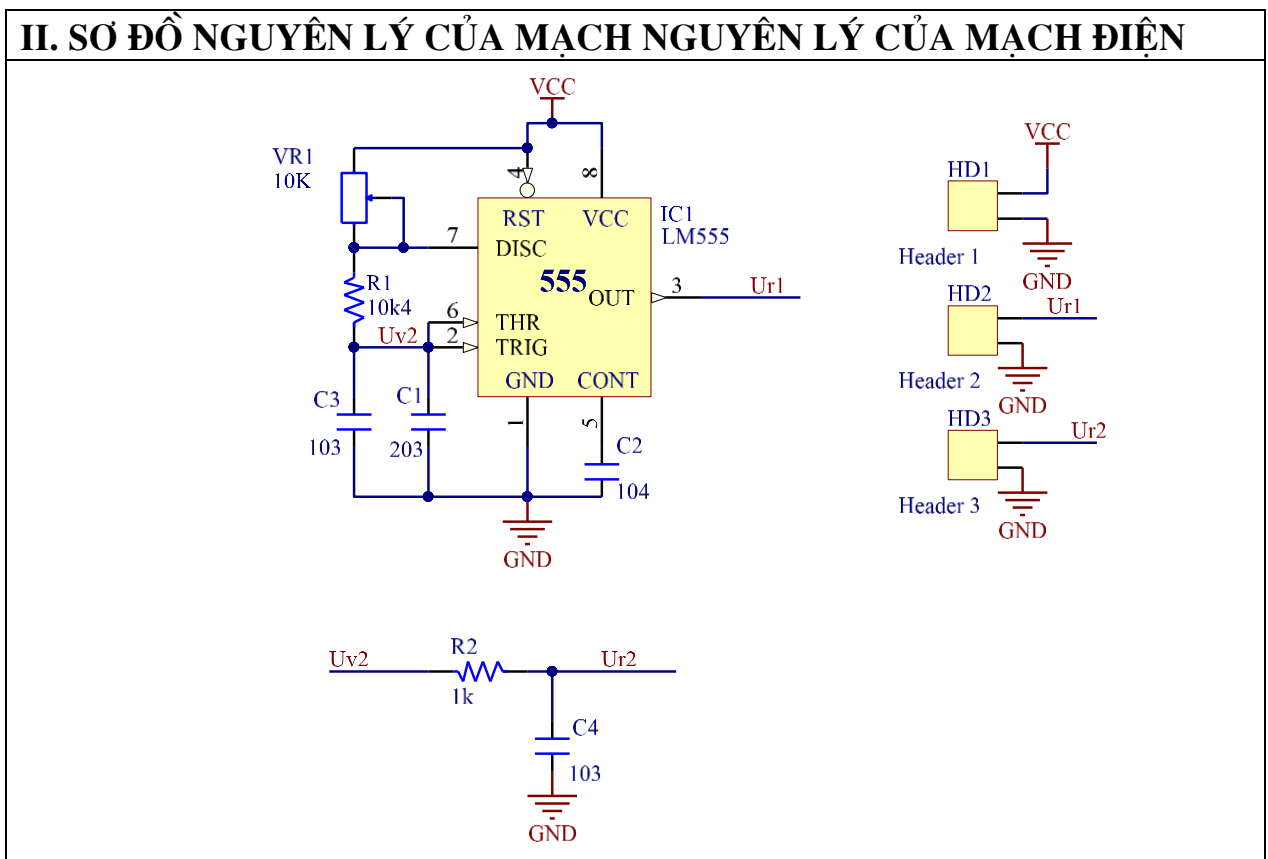 II. SƠ ĐỒ NGUYÊN LÝ CỦA MẠCH NGUYÊN LÝ CỦA MẠCH ĐIỆN
VCC
VR1
10K
4
8
RST
VCC
IC1
LM555
7
DISC
555
OUT
3
Ur1
R1
10k4
6
THR
Uv2
2
TRIG
GND
CONT
C3
103
C1
203
1
5
C2
104
GND
VCC
HD1
Header 1
GND
HD2
Ur1
Header 2
GND
HD3
Ur2
Header 3
GND
Uv2
R2
1k
Ur2
C4
103
GND